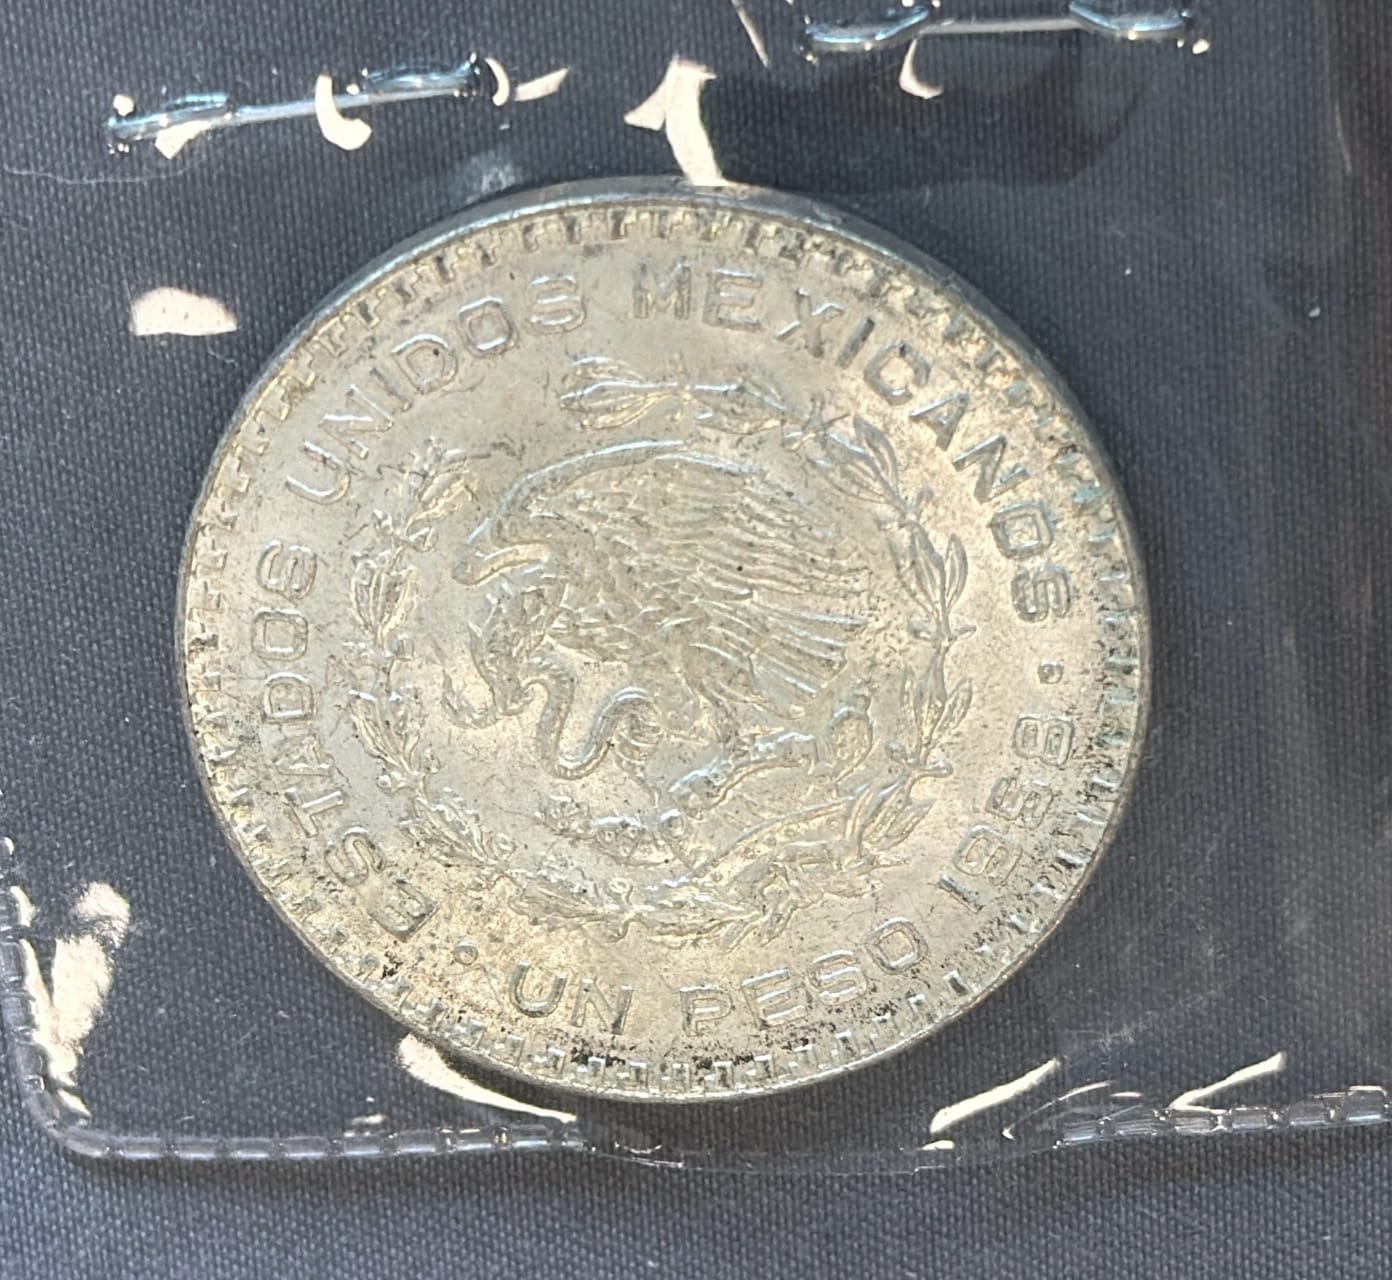 ESTADOS UNIDOS MEXICANOS
• UN PESO 1958 •